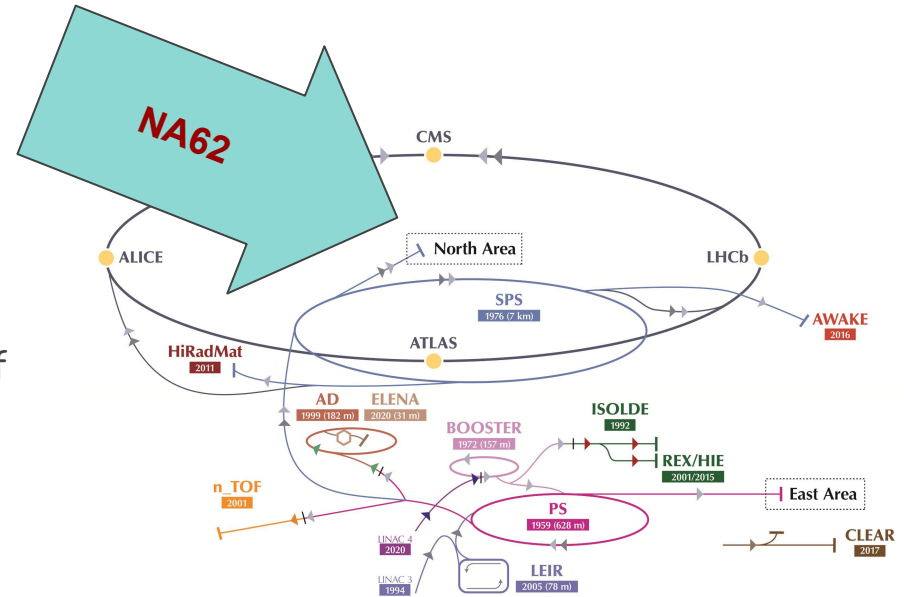 NA62
CMS
North Area
ALICE
LHCb
SPS
1976 (7 km)
AWAKE
2016
ATLAS
HiRadMat
2011
f
AD
1999 (182 m)
ELENA
2020 (31 m)
ISOLDE
1992
BOOSTER
1972 (157 m)
REX/HIE
2001/2015
n_TOF
2001
East Area
PS
1959 (628 m)
LINAC 4
2020
CLEAR
2017
LINAC 3
1994
LEIR
2005 (78 m)